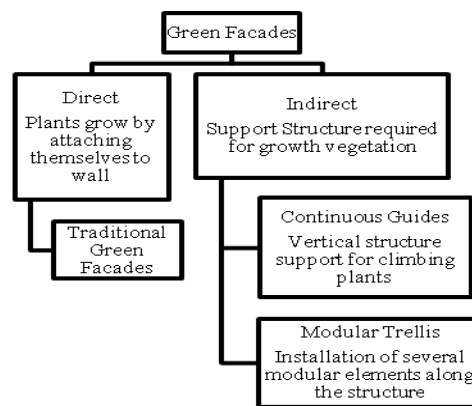 Green Facades
Direct
Plants grow by
attaching
themselves to
wall
Indirect
Support Structure required
for growth vegetation
Traditional
Green
Facades
Continuous Guides
Vertical structure
support for climbing
plants
Modular Trellis
Installation of several
modular elements along
the structure